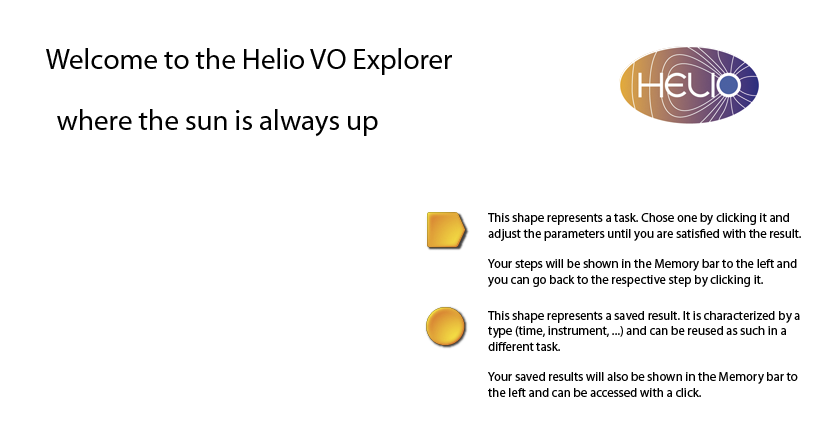 Welcome to the Helio VO Explorer
where the sun is always up
HELIO
This shape represents a task. Chose one by clicking it and
adjust the parameters until you are satisfied with the result.
Your steps will be shown in the Memory bar to the left and
you can go back to the respective step by clicking it.
This shape represents a saved result. It is characterized by a
type (time, instrument, ...) and can be reused as such in a
different task.
Your saved results will also be shown in the Memory bar to
the left and can be accessed with a click.